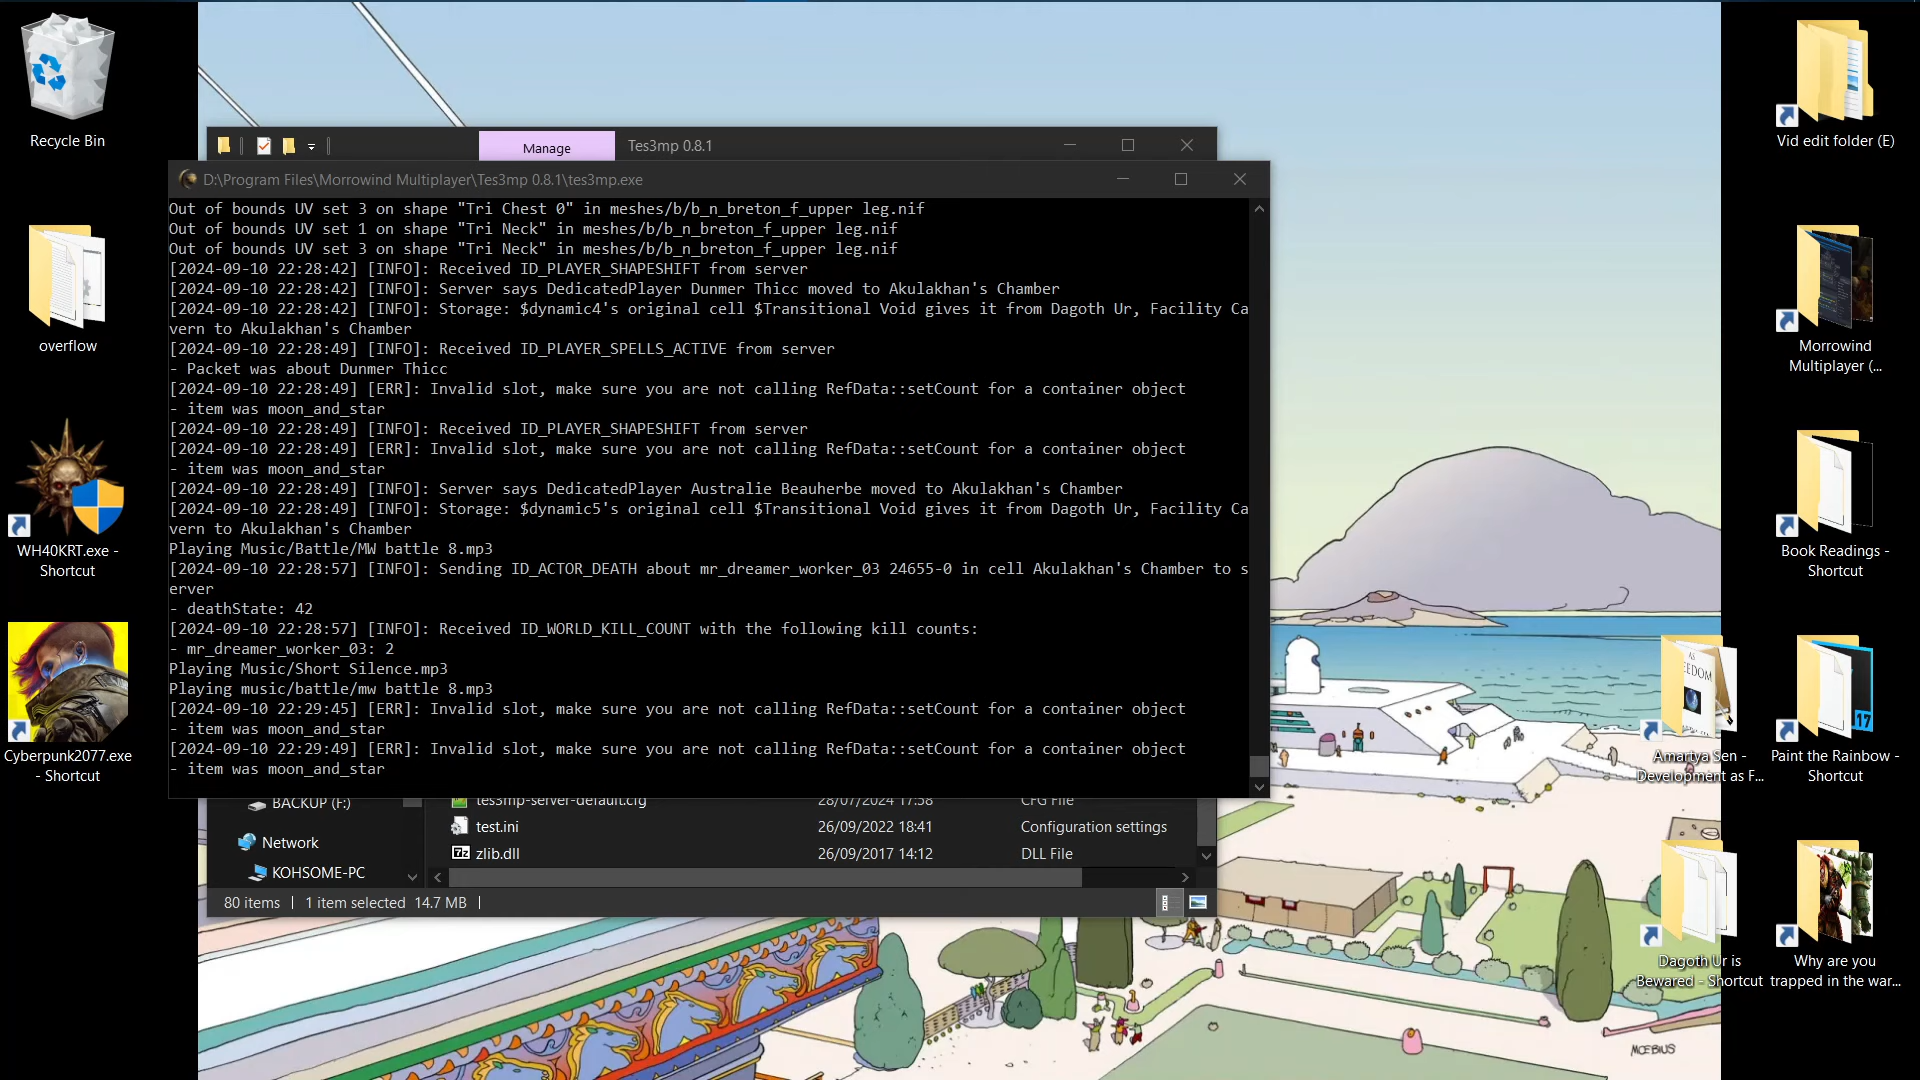 Recycle Bin
overflow
WH40KRT.exe -
Shortcut
Cyberpunk2077.exe
- Shortcut
Manage
Tes3mp 0.8.1
D:\Program Files\Morrowind Multiplayer\Tes3mp 0.8.1\tes3mp.exe
Out of bounds UV set 3 on shape "Tri Chest 0" in meshes/b/b_n_breton_f_upper leg.nif
Out of bounds UV set 1 on shape "Tri Neck" in meshes/b/b_n_breton_f_upper leg.nif
Out of bounds UV set 3 on shape "Tri Neck" in meshes/b/b_n_breton_f_upper leg.nif
[2024-09-10 22:28:42] [INFO]: Received ID_PLAYER_SHAPESHIFT from server
[2024-09-10 22:28:42] [INFO]: Server says DedicatedPlayer Dunmer Thicc moved to Akulakhan's Chamber
[2024-09-10 22:28:42] [INFO]: Storage: $dynamic4's original cell $Transitional Void gives it from Dagoth Ur, Facility Ca
vern to Akulakhan's Chamber
[2024-09-10 22:28:49] [INFO]: Received ID_PLAYER_SPELLS_ACTIVE from server
- Packet was about Dunmer Thicc
[2024-09-10 22:28:49] [ERR]: Invalid slot, make sure you are not calling RefData::setCount for a container object
- item was moon_and_star
[2024-09-10 22:28:49] [INFO]: Received ID_PLAYER_SHAPESHIFT from server
[2024-09-10 22:28:49] [ERR]: Invalid slot, make sure you are not calling RefData::setCount for a container object
- item was moon_and_star
[2024-09-10 22:28:49] [INFO]: Server says DedicatedPlayer Australie Beauherbe moved to Akulakhan's Chamber
[2024-09-10 22:28:49] [INFO]: Storage: $dynamic5's original cell $Transitional Void gives it from Dagoth Ur, Facility Ca
vern to Akulakhan's Chamber
Playing Music/Battle/MW battle 8.mp3
[2024-09-10 22:28:57] [INFO]: Sending ID_ACTOR_DEATH about mr_dreamer_worker_03 24655-0 in cell Akulakhan's Chamber to s
erver
- deathState: 42
[2024-09-10 22:28:57] [INFO]: Received ID_WORLD_KILL_COUNT with the following kill counts:
- mr_dreamer_worker_03: 2
Playing Music/Short Silence.mp3
Playing music/battle/mw battle 8.mp3
[2024-09-10 22:29:45] [ERR]: Invalid slot, make sure you are not calling RefData::setCount for a container object
- item was moon_and_star
[2024-09-10 22:29:49] [ERR]: Invalid slot, make sure you are not calling RefData::setCount for a container object
- item was moon_and_star
BACKUP (F:)
Network
KOHSOME-PC
tes3mp-server-default.cfg 28/07/2024 17:58 CFG File
test.ini 26/09/2022 18:41 Configuration settings
zlib.dll 26/09/2017 14:12 DLL File
80 items 1 item selected 14.7 MB
Vid edit folder (E)
Morrowind
Multiplayer (...
Book Readings -
Shortcut
Amartya Sen -
Development as F...
Paint the Rainbow -
Shortcut
17
Dagoth Ur is
Bewared - Shortcut
Why are you
trapped in the war...
MŒBIUS